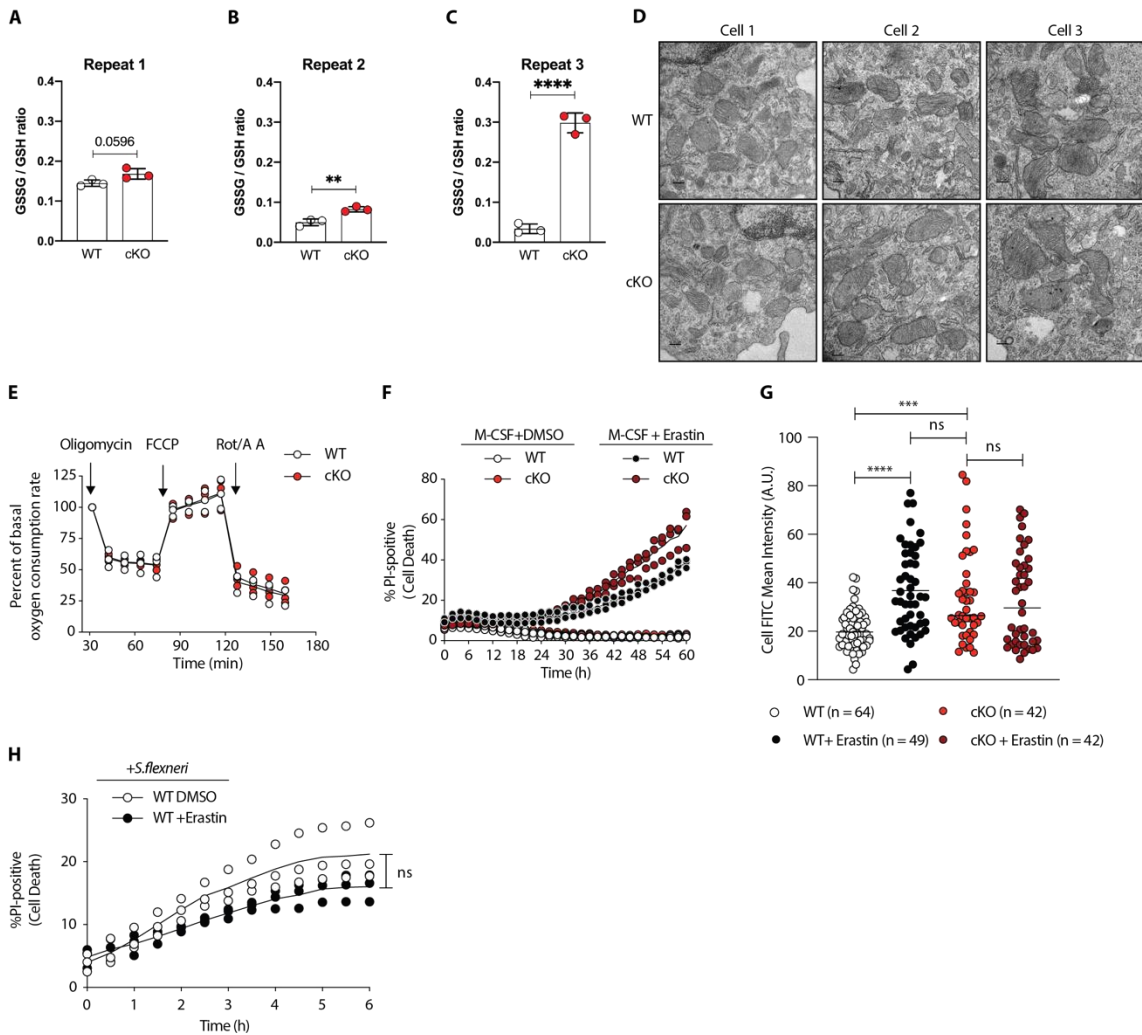 A
Repeat 1
GSSG / GSH ratio
0.4
0.3
0.2
0.1
0.0
0.0596
WT
cKO
B
Repeat 2
GSSG / GSH ratio
0.4
0.3
0.2
0.1
0.0
**
WT
cKO
C
Repeat 3
GSSG / GSH ratio
0.4
0.3
0.2
0.1
0.0
****
WT
cKO
D
Cell 1
Cell 2
Cell 3
WT
cKO
E
Oligomycin
FCCP
Rot/A A
WT
cKO
Percent of basal
oxygen consumption rate
125
100
75
50
25
0
30
60
90
120
150
180
Time (min)
F
M-CSF+DMSO
M-CSF + Erastin
WT
WT
cKO
cKO
% PI-spositive
( Cell Death)
80
60
40
20
0
0
6
12
18
24
30
36
42
48
54
60
Time (h)
G
***
ns
ns
****
Cell FITC Mean Intensity (A.U.)
100
80
60
40
20
0
WT (n = 64)
cKO (n = 42)
WT+ Erastin (n = 49)
cKO + Erastin (n = 42)
H
+S.flexneri
WT DMSO
WT +Erastin
%PI-positive
(Cell Death)
30
20
10
0
ns
0
1
2
3
4
5
6
Time (h)